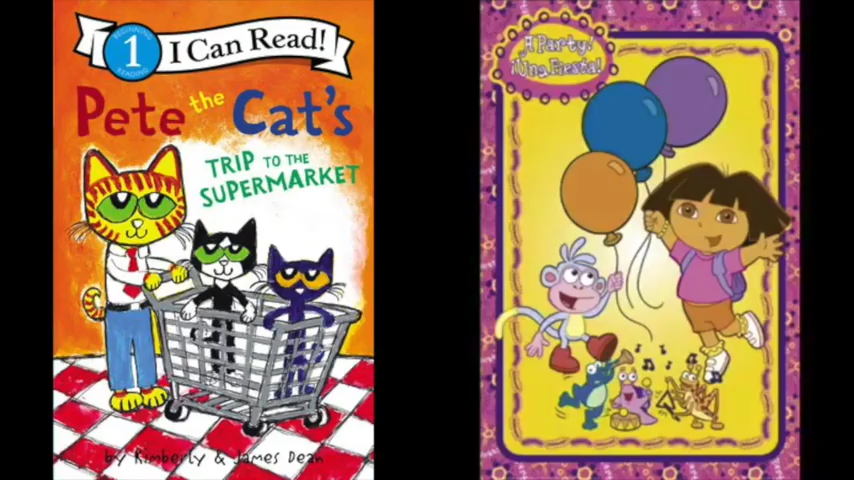 BEGINNING
1
READING
I Can Read!
Pete the Cat's
TRIP TO THE
SUPERMARKET
by Kimberly & James Dean
A Party!
¡Una Fiesta!